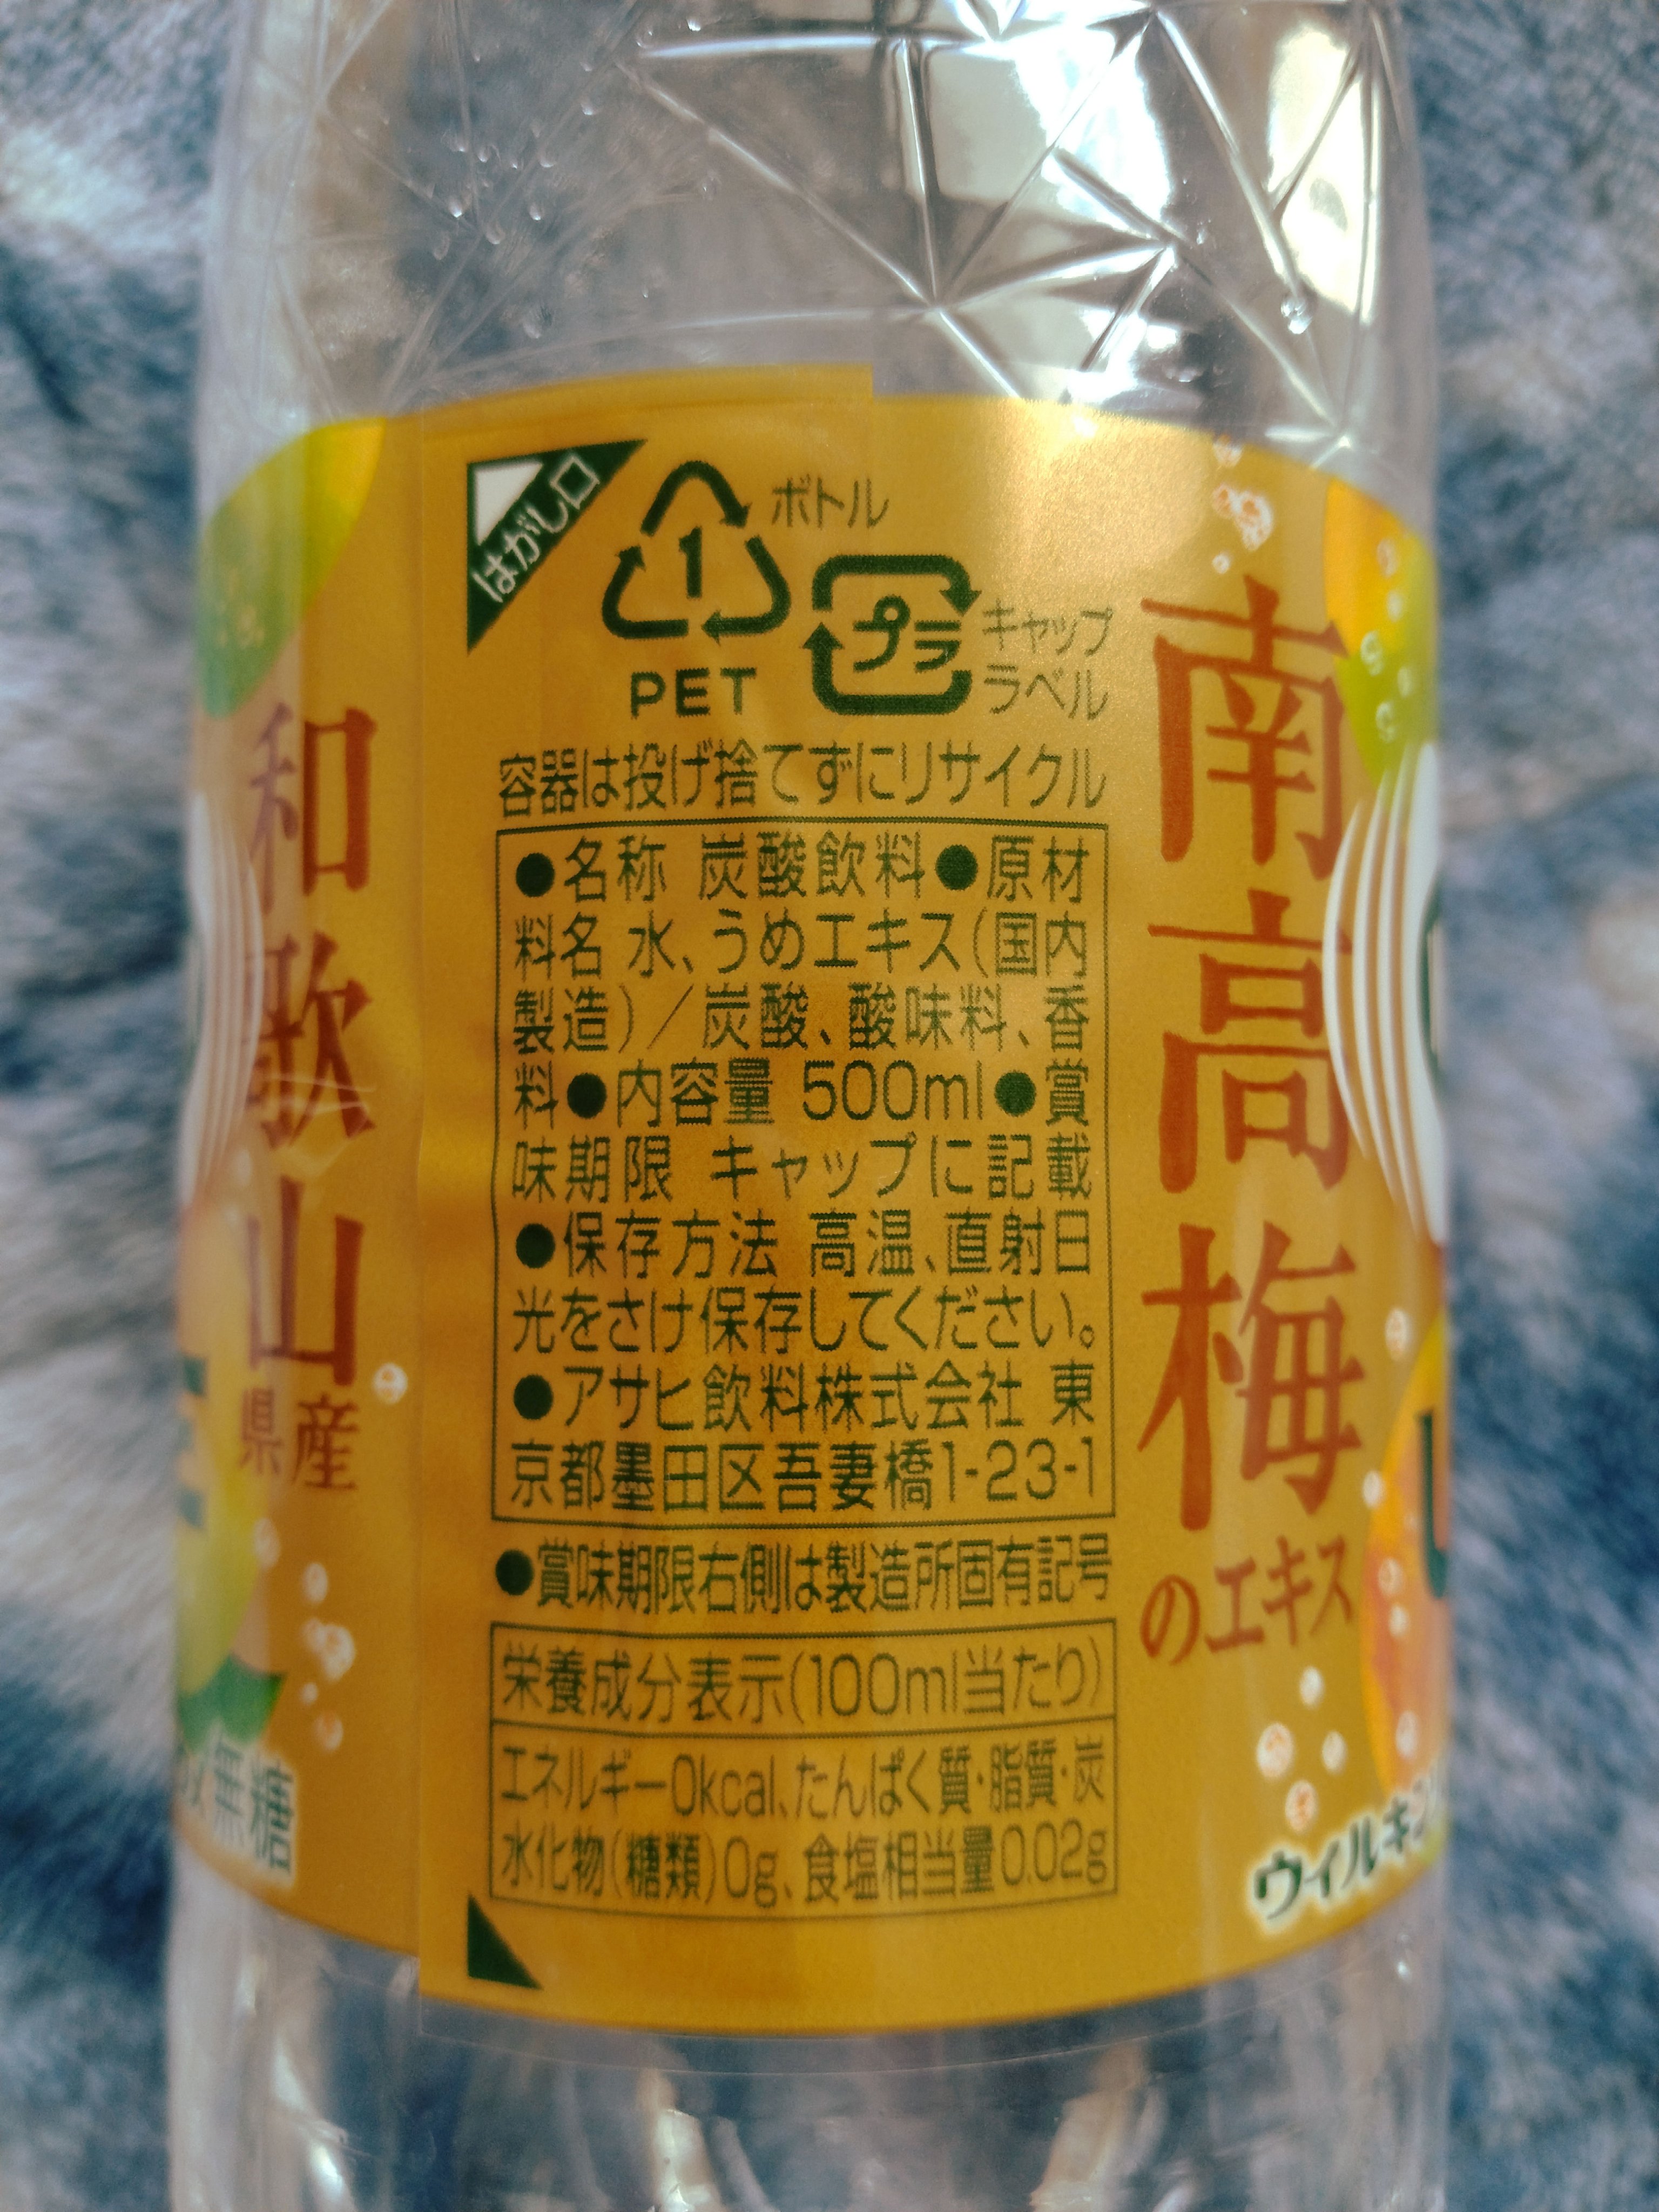 はがし口
1
PET
ボトル
プラ
キャップ
ラベル
容器は投げ捨てずにリサイクル
●名称 炭酸飲料●原材
料名 水、うめエキス(国内
製造)/炭酸、酸味料、香
料●内容量 500ml●賞
味期限 キャップに記載
●保存方法 高温、直射日
光をさけ保存してください。
●アサヒ飲料株式会社 東
京都墨田区吾妻橋1-23-1
●賞味期限右側は製造所固有記号
栄養成分表示(100ml当たり)
エネルギー0kcal、たんぱく質・脂質・炭
水化物(糖類)0g、食塩相当量0.02g
和歌山
県産
無糖
南高梅
のエキス
ウィルキン